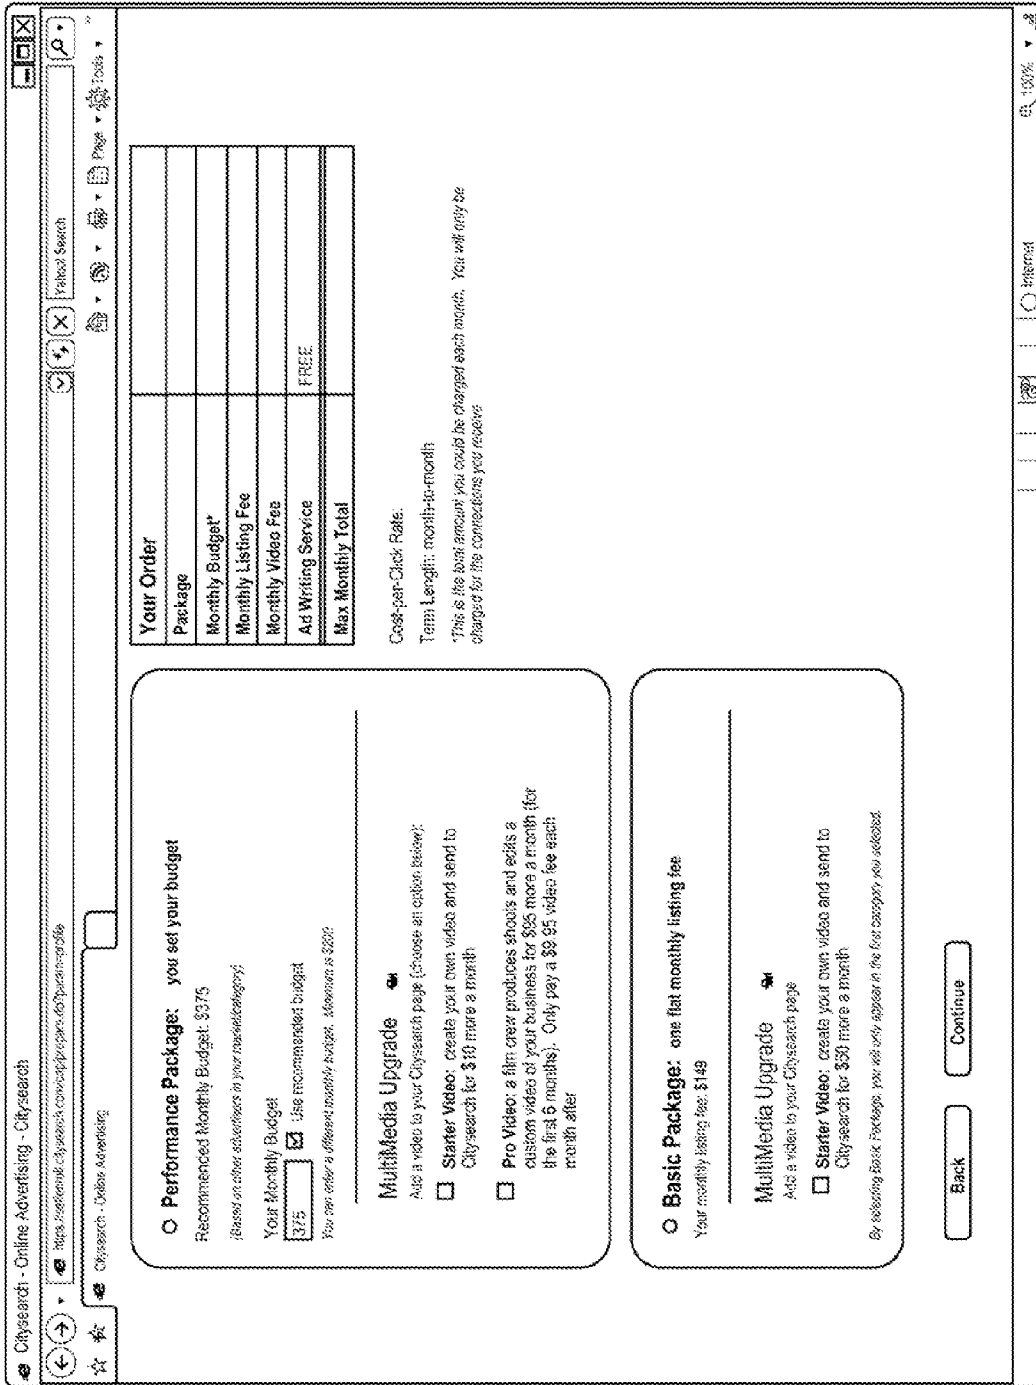 Citysearch - Online Advertising - Citysearch
Yahoo! Search
Citysearch - Online Advertising
Page
Tools
Performance Package: you set your budget
Recommended Monthly Budget: $375
(Based on other advertisers in your market/category)
Your Monthly Budget
375
Use recommended budget
You can enter a different monthly budget. Minimum is $200
MultiMedia Upgrade
Add a video to your Citysearch page (choose an option below):
Starter Video: create your own video and send to
Citysearch for $10 more a month
Pro Video: a film crew produces shoots and edits a
custom video of your business for $95 more a month (for
the first 6 months). Only pay a $9.95 video fee each
month after
Basic Package: one flat monthly listing fee
Your monthly listing fee: $149
MultiMedia Upgrade
Add a video to your Citysearch page
Starter Video: create your own video and send to
Citysearch for $30 more a month
By selecting Basic Package, you will only appear in the first category you selected.
Back
Continue
Your Order
Package
Monthly Budget*
Monthly Listing Fee
Monthly Video Fee
Ad Writing Service FREE
Max Monthly Total
Cost-per-Click Rate:
Term Length: month-to-month
*This is the total amount you could be charged each month. You will only be
charged for the connections you receive
Internet
100%